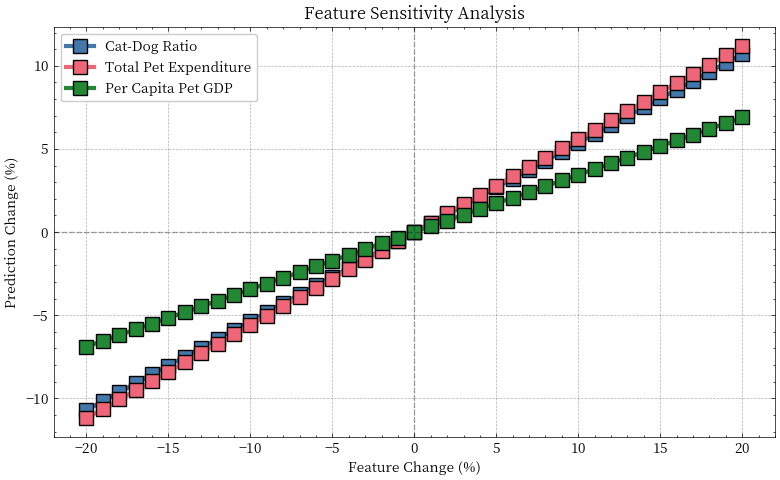 Feature Sensitivity Analysis
Cat-Dog Ratio
Total Pet Expenditure
Per Capita Pet GDP
Prediction Change (%)
10
5
0
−5
−10
−20
−15
−10
−5
0
5
10
15
20
Feature Change (%)